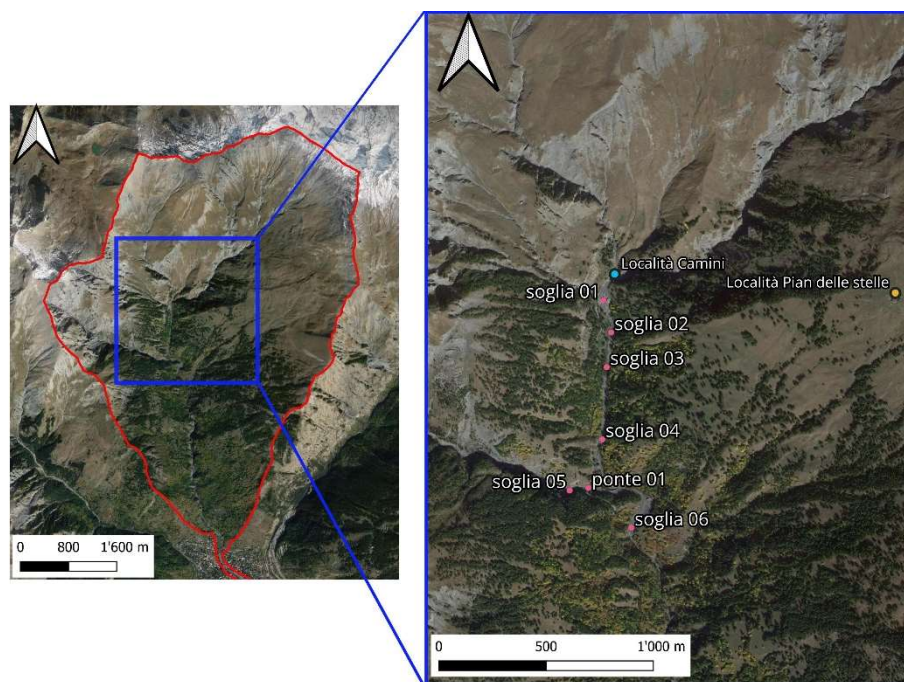 0 800 1'600 m
Località Camini
Località Pian delle stelle
soglia 01
soglia 02
soglia 03
soglia 04
soglia 05
ponte 01
soglia 06
0 500 1'000 m